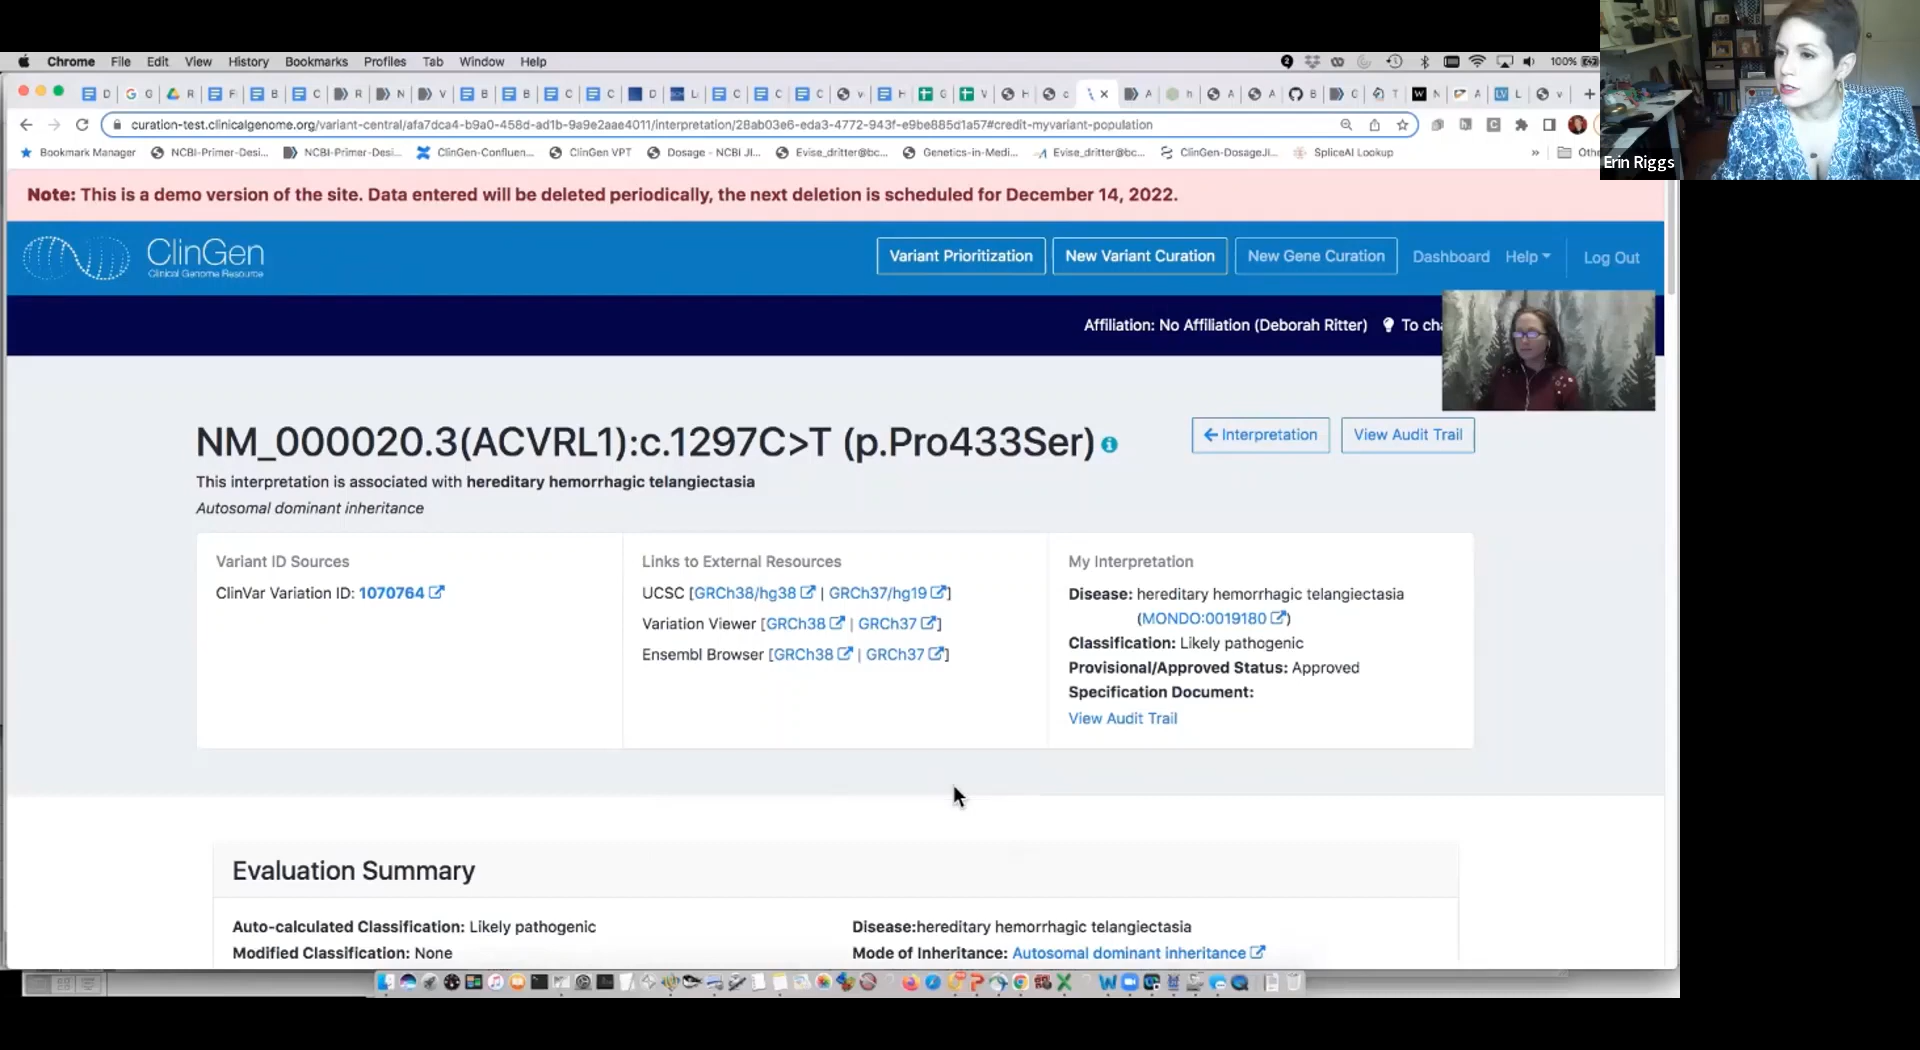 Chrome File Edit View History Bookmarks Profiles Tab Window Help 100%
curation-test.clinicalgenome.org/variant-central/afa7dca4-b9a0-458d-ad1b-9a9e2aae4011/interpretation/28ab03e6-eda3-4772-943f-e9be885d1a57#credit-myvariant-population
Erin Riggs
Bookmark Manager NCBI-Primer-Desi... NCBI-Primer-Desi... ClinGen-Confluen... ClinGen VPT Dosage - NCBI JI... Evise_dritter@bc... Genetics-in-Medi... Evise_dritter@bc... ClinGen-DosageJI... SpliceAI Lookup »
Note: This is a demo version of the site. Data entered will be deleted periodically, the next deletion is scheduled for December 14, 2022.
ClinGen
Clinical Genome Resource
Variant Prioritization New Variant Curation New Gene Curation Dashboard Help Log Out
Affiliation: No Affiliation (Deborah Ritter) To
NM_000020.3(ACVRL1):c.1297C>T (p.Pro433Ser)
Interpretation View Audit Trail
This interpretation is associated with hereditary hemorrhagic telangiectasia
Autosomal dominant inheritance
Variant ID Sources
ClinVar Variation ID: 1070764
Links to External Resources
UCSC [GRCh38/hg38 | GRCh37/hg19]
Variation Viewer [GRCh38 | GRCh37]
Ensembl Browser [GRCh38 | GRCh37]
My Interpretation
Disease: hereditary hemorrhagic telangiectasia
(MONDO:0019180)
Classification: Likely pathogenic
Provisional/Approved Status: Approved
Specification Document:
View Audit Trail
Evaluation Summary
Auto-calculated Classification: Likely pathogenic
Modified Classification: None
Disease:hereditary hemorrhagic telangiectasia
Mode of Inheritance: Autosomal dominant inheritance